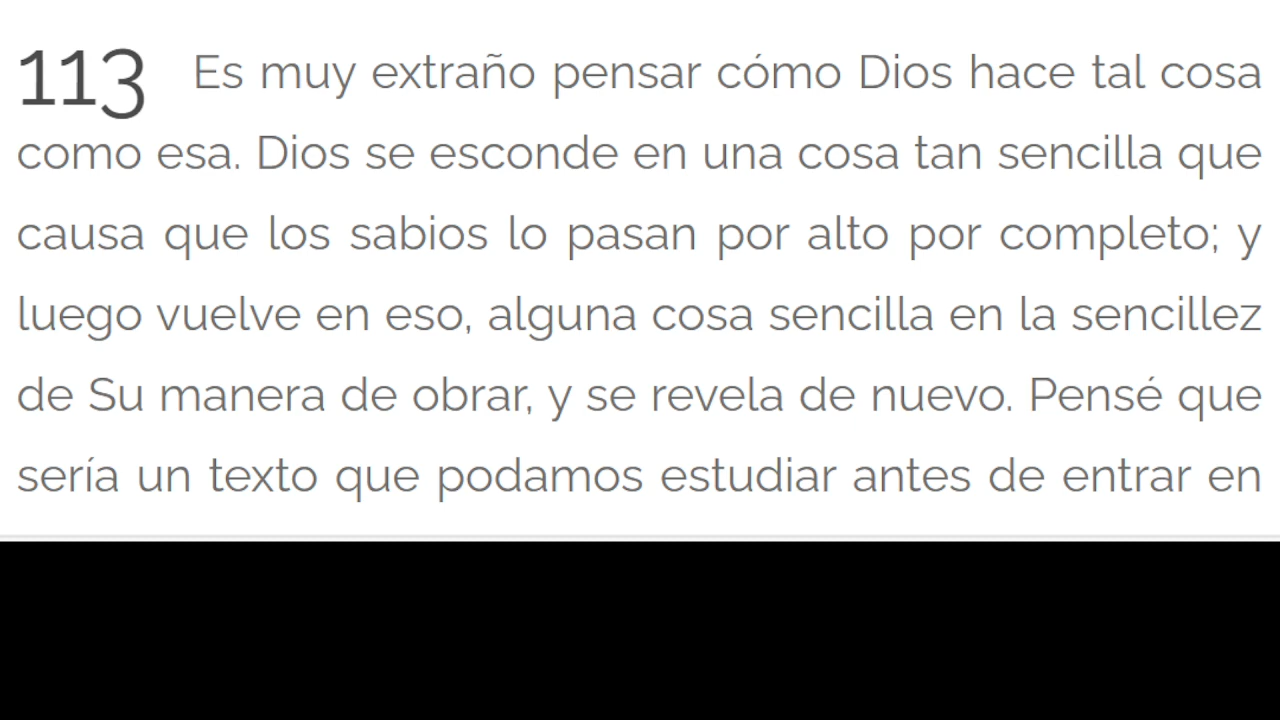 113 Es muy extraño pensar cómo Dios hace tal cosa
como esa. Dios se esconde en una cosa tan sencilla que
causa que los sabios lo pasan por alto por completo; y
luego vuelve en eso, alguna cosa sencilla en la sencillez
de Su manera de obrar, y se revela de nuevo. Pensé que
sería un texto que podamos estudiar antes de entrar en